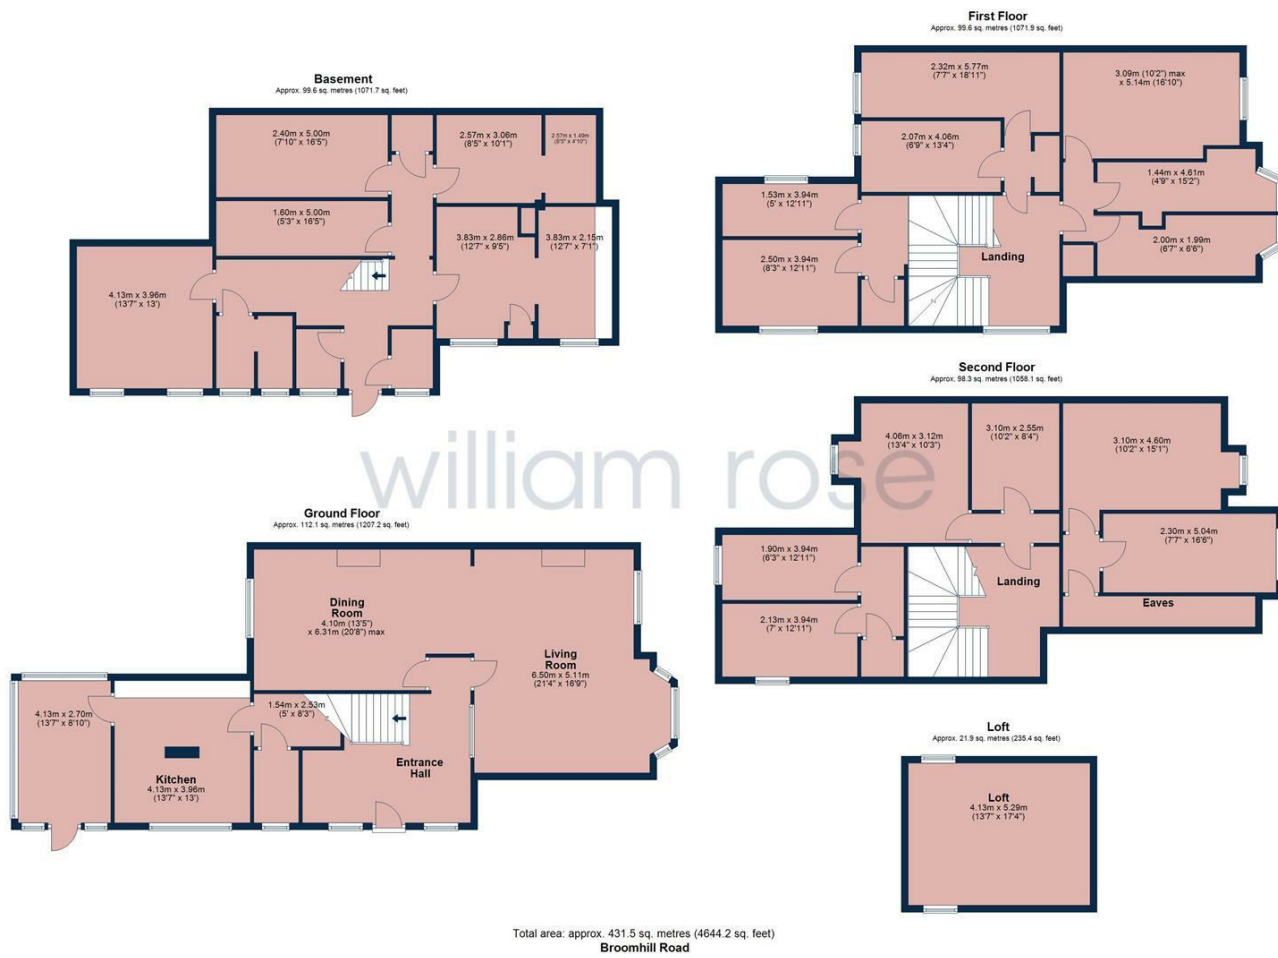 Basement
Approx. 99.6 sq. metres (1071.7 sq. feet)
2.40m x 5.00m
(7'10" x 16'5")
2.57m x 3.06m
(8'5" x 10'1")
2.57m x 1.49m
(8'5" x 4'10")
1.60m x 5.00m
(5'3" x 16'5")
3.83m x 2.86m
(12'7" x 9'5")
3.83m x 2.15m
(12'7" x 7'1")
4.13m x 3.96m
(13'7" x 13')
First Floor
Approx. 99.6 sq. metres (1071.9 sq. feet)
2.32m x 5.77m
(7'7" x 18'11")
3.09m (10'2") max
x 5.14m (16'10")
2.07m x 4.06m
(6'9" x 13'4")
1.44m x 4.61m
(4'9" x 15'2")
1.53m x 3.94m
(5' x 12'11")
2.00m x 1.99m
(6'7" x 6'6")
2.50m x 3.94m
(8'3" x 12'11")
Landing
william rose
Second Floor
Approx. 98.3 sq. metres (1058.1 sq. feet)
4.06m x 3.12m
(13'4" x 10'3")
3.10m x 2.55m
(10'2" x 8'4")
3.10m x 4.60m
(10'2" x 15'1")
2.30m x 5.04m
(7'7" x 16'6")
1.90m x 3.94m
(6'3" x 12'11")
Landing
Eaves
2.13m x 3.94m
(7' x 12'11")
Ground Floor
Approx. 112.1 sq. metres (1207.2 sq. feet)
Dining
Room
4.10m (13'5")
x 6.31m (20'8") max
Living
Room
6.50m x 5.11m
(21'4" x 16'9")
1.54m x 2.53m
(5' x 8'3")
4.13m x 2.70m
(13'7" x 8'10")
Kitchen
4.13m x 3.96m
(13'7" x 13')
Entrance
Hall
Loft
Approx. 21.9 sq. metres (235.4 sq. feet)
Loft
4.13m x 5.29m
(13'7" x 17'4")
Total area: approx. 431.5 sq. metres (4644.2 sq. feet)
Broomhill Road